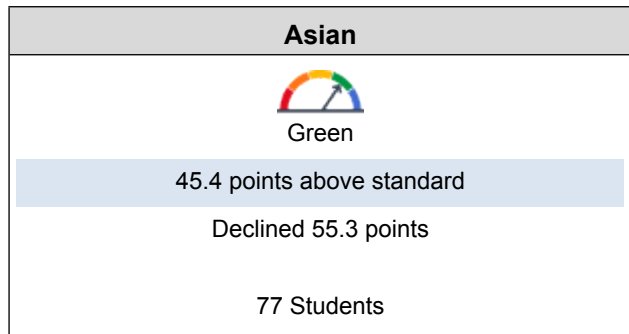 Asian
Green
45.4 points above standard
Declined 55.3 points
77 Students